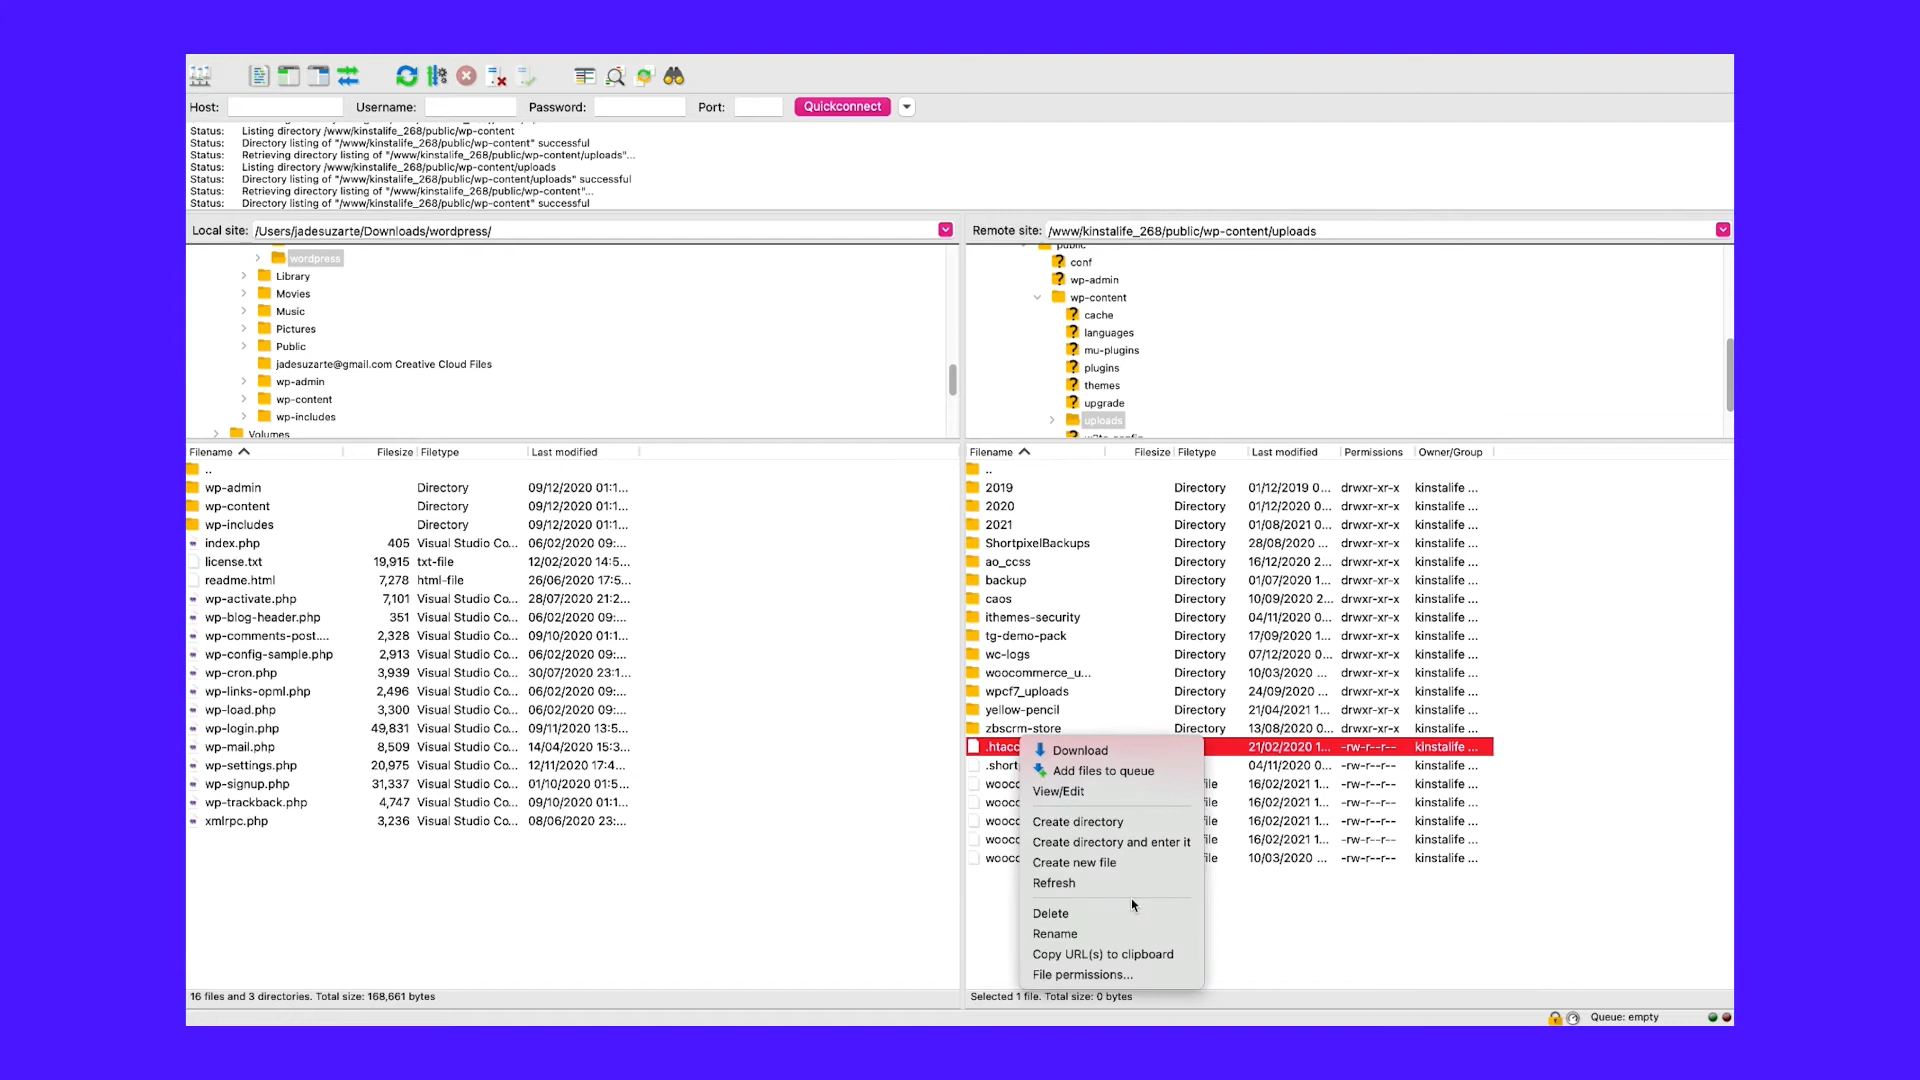 Host: Username: Password: Port: Quickconnect
Status: Listing directory /www/kinstalife_268/public/wp-content
Status: Directory listing of "/www/kinstalife_268/public/wp-content" successful
Status: Retrieving directory listing of "/www/kinstalife_268/public/wp-content/uploads"...
Status: Listing directory /www/kinstalife_268/public/wp-content/uploads
Status: Directory listing of "/www/kinstalife_268/public/wp-content/uploads" successful
Status: Retrieving directory listing of "/www/kinstalife_268/public/wp-content"...
Status: Directory listing of "/www/kinstalife_268/public/wp-content" successful
Local site: /Users/jadesuzarte/Downloads/wordpress/
wordpress
Library
Movies
Music
Pictures
Public
jadesuzarte@gmail.com Creative Cloud Files
wp-admin
wp-content
wp-includes
Volumes
Filename Filesize Filetype Last modified
..
wp-admin Directory 09/12/2020 01:1...
wp-content Directory 09/12/2020 01:1...
wp-includes Directory 09/12/2020 01:1...
index.php 405 Visual Studio Co... 06/02/2020 09:...
license.txt 19,915 txt-file 12/02/2020 14:5...
readme.html 7,278 html-file 26/06/2020 17:5...
wp-activate.php 7,101 Visual Studio Co... 28/07/2020 21:2...
wp-blog-header.php 351 Visual Studio Co... 06/02/2020 09:...
wp-comments-post.... 2,328 Visual Studio Co... 09/10/2020 01:1...
wp-config-sample.php 2,913 Visual Studio Co... 06/02/2020 09:...
wp-cron.php 3,939 Visual Studio Co... 30/07/2020 23:1...
wp-links-opml.php 2,496 Visual Studio Co... 06/02/2020 09:...
wp-load.php 3,300 Visual Studio Co... 06/02/2020 09:...
wp-login.php 49,831 Visual Studio Co... 09/11/2020 13:5...
wp-mail.php 8,509 Visual Studio Co... 14/04/2020 15:3...
wp-settings.php 20,975 Visual Studio Co... 12/11/2020 17:4...
wp-signup.php 31,337 Visual Studio Co... 01/10/2020 01:5...
wp-trackback.php 4,747 Visual Studio Co... 09/10/2020 01:1...
xmlrpc.php 3,236 Visual Studio Co... 08/06/2020 23:...
16 files and 3 directories. Total size: 168,661 bytes
Remote site: /www/kinstalife_268/public/wp-content/uploads
public
conf
wp-admin
wp-content
cache
languages
mu-plugins
plugins
themes
upgrade
uploads
Filename Filesize Filetype Last modified Permissions Owner/Group
..
2019 Directory 01/12/2019 0... drwxr-xr-x kinstalife ...
2020 Directory 01/12/2020 0... drwxr-xr-x kinstalife ...
2021 Directory 01/08/2021 0... drwxr-xr-x kinstalife ...
ShortpixelBackups Directory 28/08/2020 ... drwxr-xr-x kinstalife ...
ao_ccss Directory 16/12/2020 2... drwxr-xr-x kinstalife ...
backup Directory 01/07/2020 1... drwxr-xr-x kinstalife ...
caos Directory 10/09/2020 2... drwxr-xr-x kinstalife ...
ithemes-security Directory 04/11/2020 0... drwxr-xr-x kinstalife ...
tg-demo-pack Directory 17/09/2020 1... drwxr-xr-x kinstalife ...
wc-logs Directory 07/12/2020 0... drwxr-xr-x kinstalife ...
woocommerce_u... Directory 10/03/2020 ... drwxr-xr-x kinstalife ...
wpcf7_uploads Directory 24/09/2020 ... drwxr-xr-x kinstalife ...
yellow-pencil Directory 21/04/2021 1... drwxr-xr-x kinstalife ...
zbscrm-store Directory 13/08/2020 0... drwxr-xr-x kinstalife ...
.htacc 21/02/2020 1... -rw-r--r-- kinstalife ...
.short 04/11/2020 0... -rw-r--r-- kinstalife ...
woocc ile 16/02/2021 1... -rw-r--r-- kinstalife ...
woocc ile 16/02/2021 1... -rw-r--r-- kinstalife ...
woocc ile 16/02/2021 1... -rw-r--r-- kinstalife ...
woocc ile 16/02/2021 1... -rw-r--r-- kinstalife ...
woocc ile 10/03/2020 ... -rw-r--r-- kinstalife ...
Download
Add files to queue
View/Edit
Create directory
Create directory and enter it
Create new file
Refresh
Delete
Rename
Copy URL(s) to clipboard
File permissions...
Selected 1 file. Total size: 0 bytes
Queue: empty